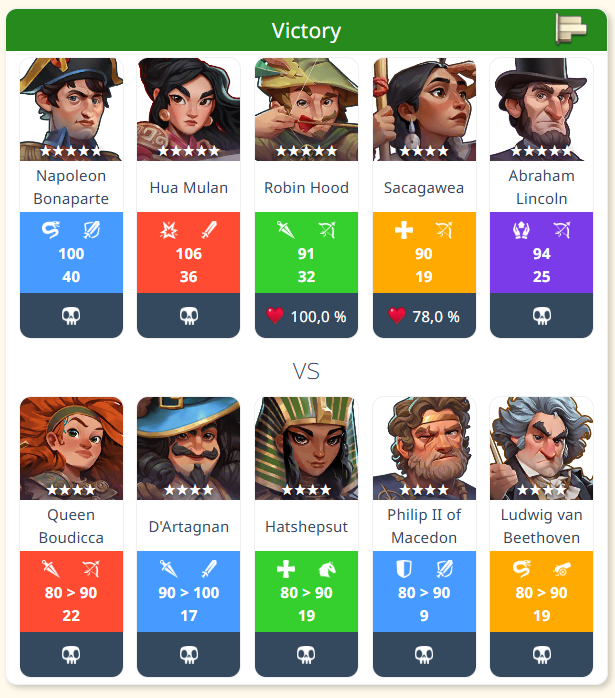 Victory
Napoleon
Bonaparte
Hua Mulan
Robin Hood
Sacagawea
Abraham
Lincoln
100
40
106
36
91
32
90
19
94
25
100,0 %
78,0 %
VS
Queen
Boudicca
D'Artagnan
Hatshepsut
Philip II of
Macedon
Ludwig van
Beethoven
80 > 90
22
90 > 100
17
80 > 90
19
80 > 90
9
80 > 90
19